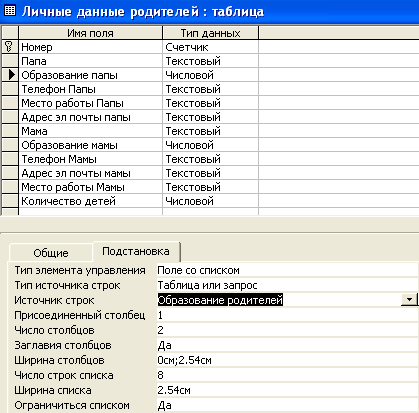 Личные данные родителей : таблица
Имя поля Тип данных
Номер Счетчик
Папа Текстовый
Образование папы Числовой
Телефон Папы Текстовый
Место работы Папы Текстовый
Адрес эл почты папы Текстовый
Мама Текстовый
Образование мамы Числовой
Телефон Мамы Текстовый
Адрес эл почты мамы Текстовый
Место работы Мамы Текстовый
Количество детей Числовой
Общие Подстановка
Тип элемента управления Поле со списком
Тип источника строк Таблица или запрос
Источник строк Образование родителей
Присоединенный столбец 1
Число столбцов 2
Заглавия столбцов Да
Ширина столбцов 0см;2.54см
Число строк списка 8
Ширина списка 2.54см
Ограничиться списком Да